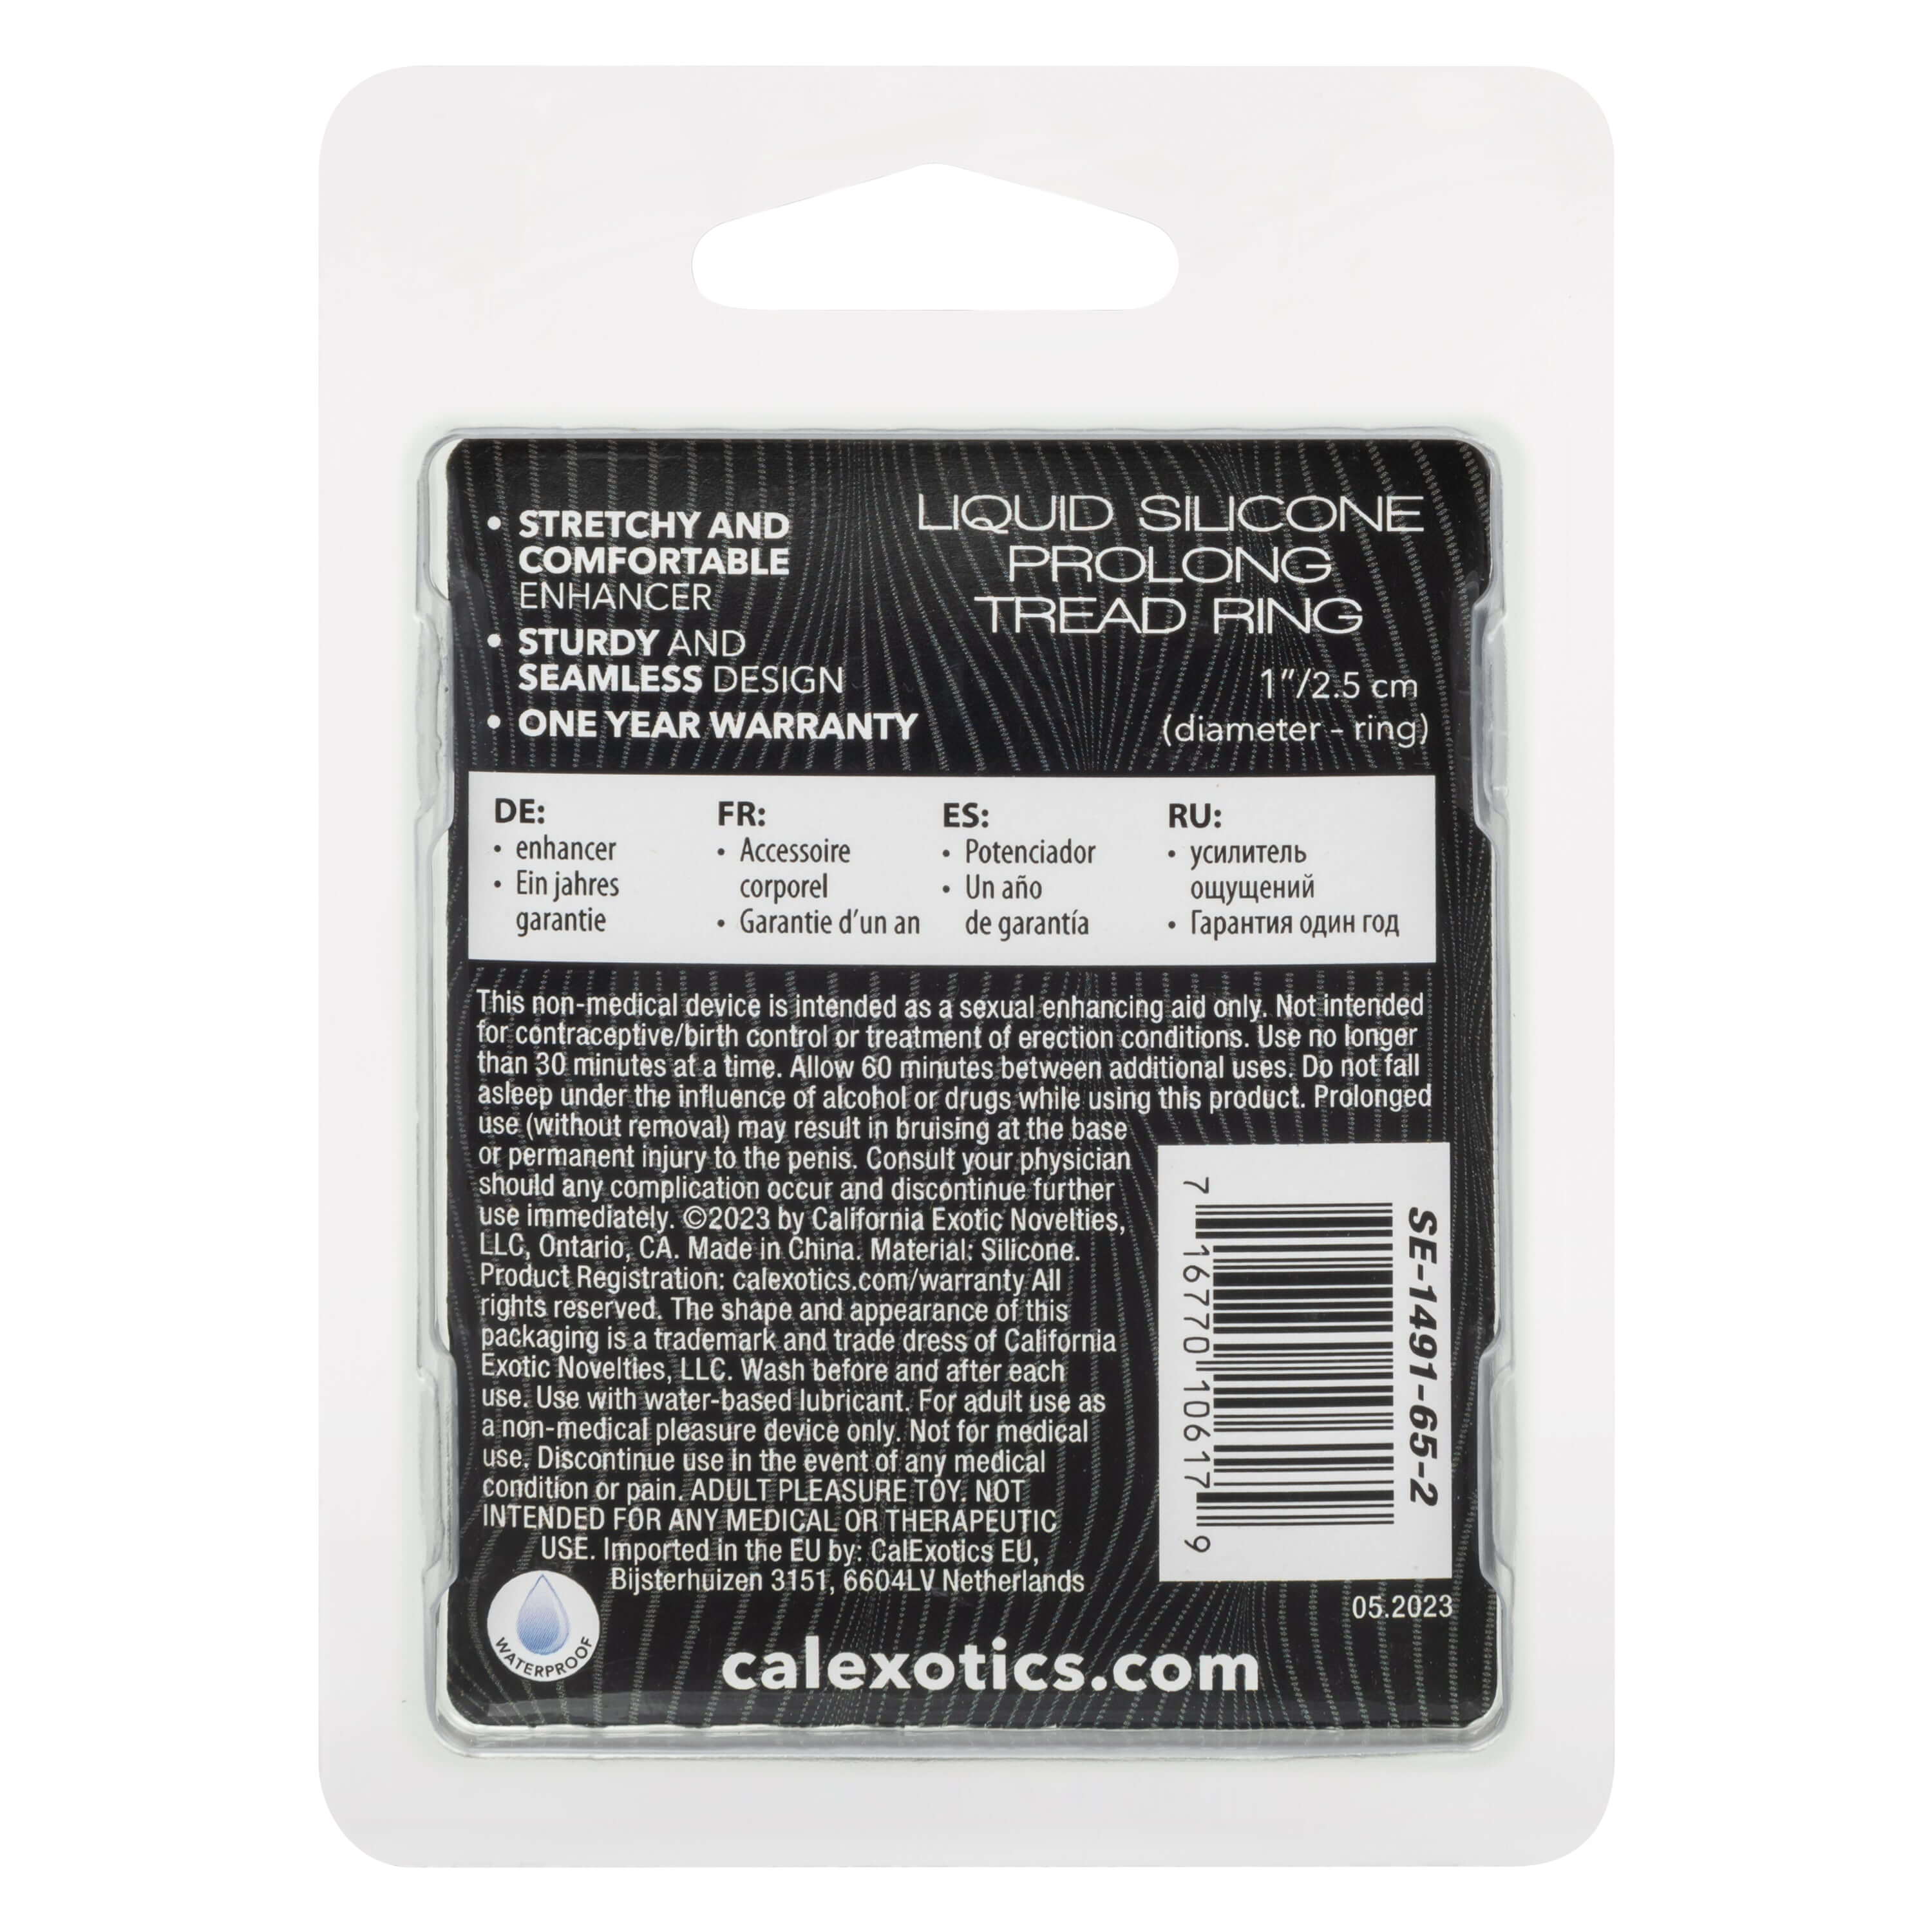 • STRETCHY AND
COMFORTABLE
ENHANCER
• STURDY AND
SEAMLESS DESIGN
• ONE YEAR WARRANTY
LIQUID SILICONE
PROLONG
TREAD RING
1"/2.5 cm
(diameter - ring)
DE:
• enhancer
• Ein jahres
garantie
FR:
• Accessoire
corporel
• Garantie d'un an
ES:
• Potenciador
• Un año
de garantía
RU:
• усилитель
ощущений
• Гарантия один год
This non-medical device is intended as a sexual enhancing aid only. Not intended
for contraceptive/birth control or treatment of erection conditions. Use no longer
than 30 minutes at a time. Allow 60 minutes between additional uses. Do not fall
asleep under the influence of alcohol or drugs while using this product. Prolonged
use (without removal) may result in bruising at the base
or permanent injury to the penis. Consult your physician
should any complication occur and discontinue further
use immediately. ©2023 by California Exotic Novelties,
LLC, Ontario, CA. Made in China. Material: Silicone.
Product Registration: calexotics.com/warranty All
rights reserved. The shape and appearance of this
packaging is a trademark and trade dress of California
Exotic Novelties, LLC. Wash before and after each
use. Use with water-based lubricant. For adult use as
a non-medical pleasure device only. Not for medical
use. Discontinue use in the event of any medical
condition or pain. ADULT PLEASURE TOY. NOT
INTENDED FOR ANY MEDICAL OR THERAPEUTIC
USE. Imported in the EU by: CalExotics EU,
Bijsterhuizen 3151, 6604LV Netherlands
SE-1491-65-2
7 16770 10617 9
05.2023
WATERPROOF
calexotics.com